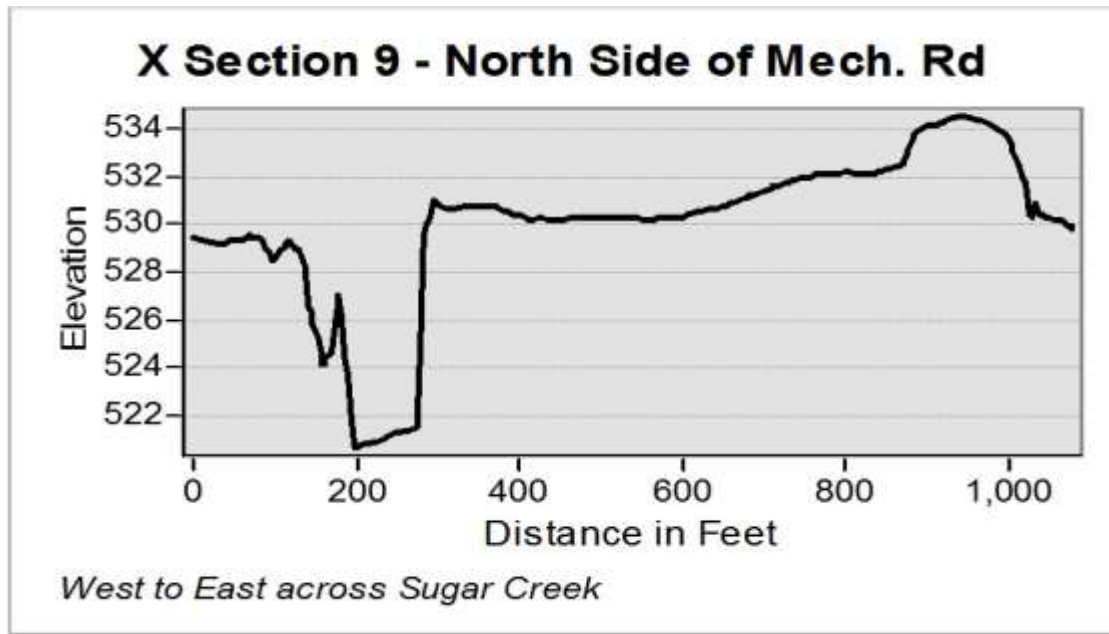 X Section 9 - North Side of Mech. Rd
Elevation
534
532
530
528
526
524
522
0 200 400 600 800 1,000
Distance in Feet
West to East across Sugar Creek